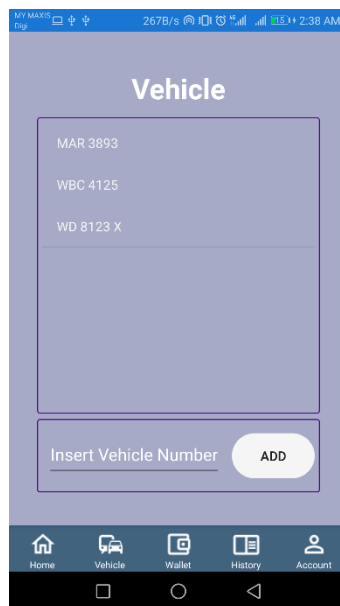 MY MAXIS
Digi
267B/s
15
2:38 AM
Vehicle
MAR 3893
WBC 4125
WD 8123 X
Insert Vehicle Number
ADD
Home
Vehicle
Wallet
History
Account